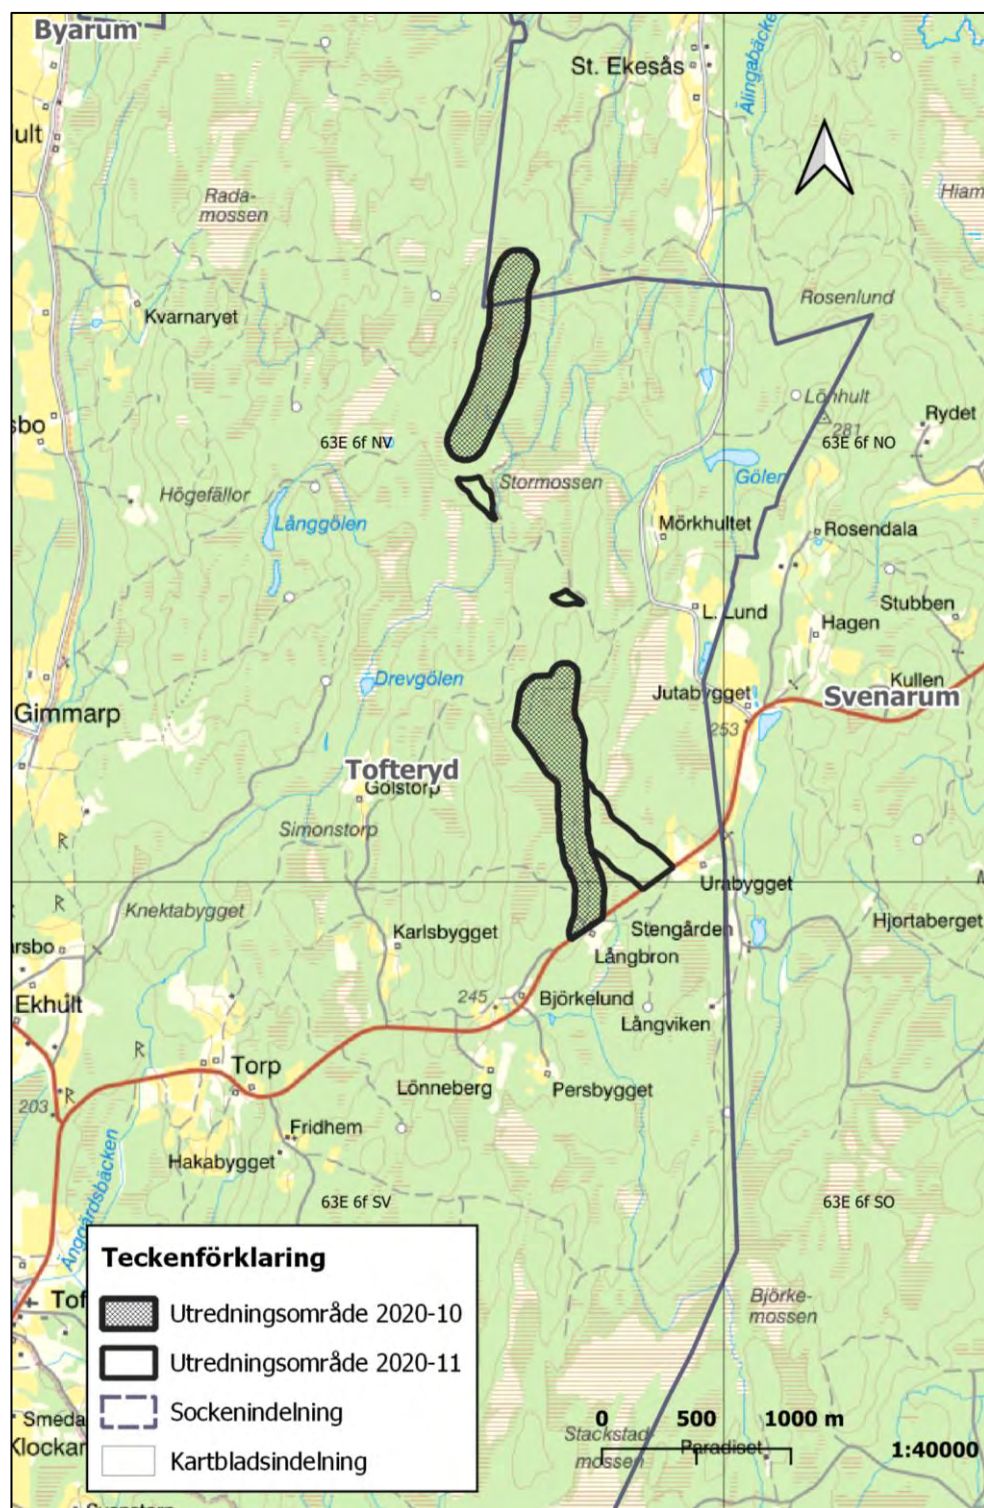 Byarum
St. Ekesås
Älingabäcke
ult
Rada-
mossen
Hiam
Rosenlund
Kvarnaryet
Lönhult
281
Rydet
sbo
63E 6f NV
63E 6f NO
Stormossen
Gölen
Högefällor
Långgölen
Mörkhultet
Rosendala
L. Lund
Stubben
Hagen
Drevgölen
Jutabygget
Kullen
Svenarum
Gimmarp
253
Tofteryd
Gölstorp
Simonstorp
R
Urabygget
R
Knektabygget
Hjortaberget
Karlsbygget
Stengården
arsbo
Långbron
Ekhult
245
Björkelund
Långviken
R
Torp
Lönneberg
Persbygget
R
203
Fridhem
Hakabygget
Änggårdsbäcken
63E 6f SV
63E 6f SO
Teckenförklaring
Tof
Utredningsområde 2020-10
Björke-
mossen
Utredningsområde 2020-11
Sockenindelning
Smeda
0 500 1000 m
Klockar
Stackstad-
mossen
Paradiset
1:40000
Kartbladsindelning